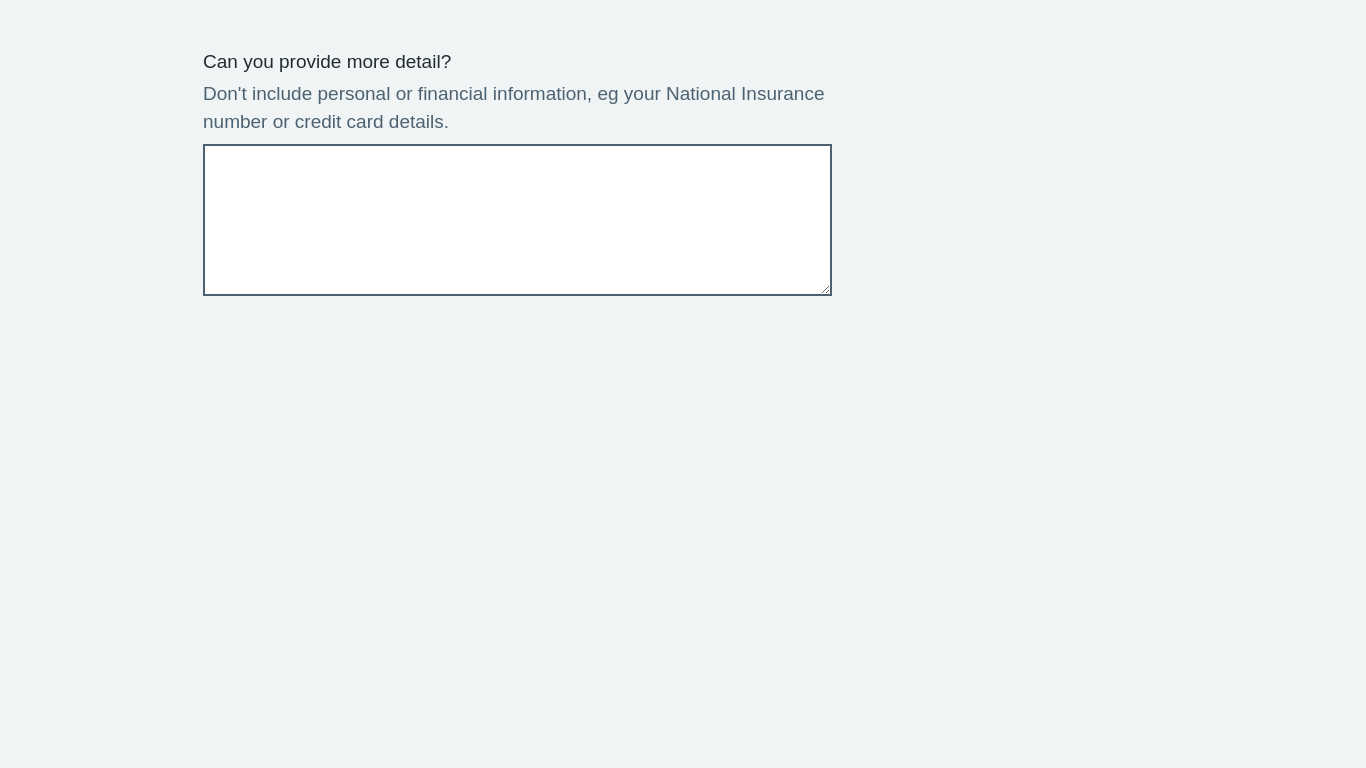 Can you provide more detail?
Don't include personal or financial information, eg your National Insurance
number or credit card details.